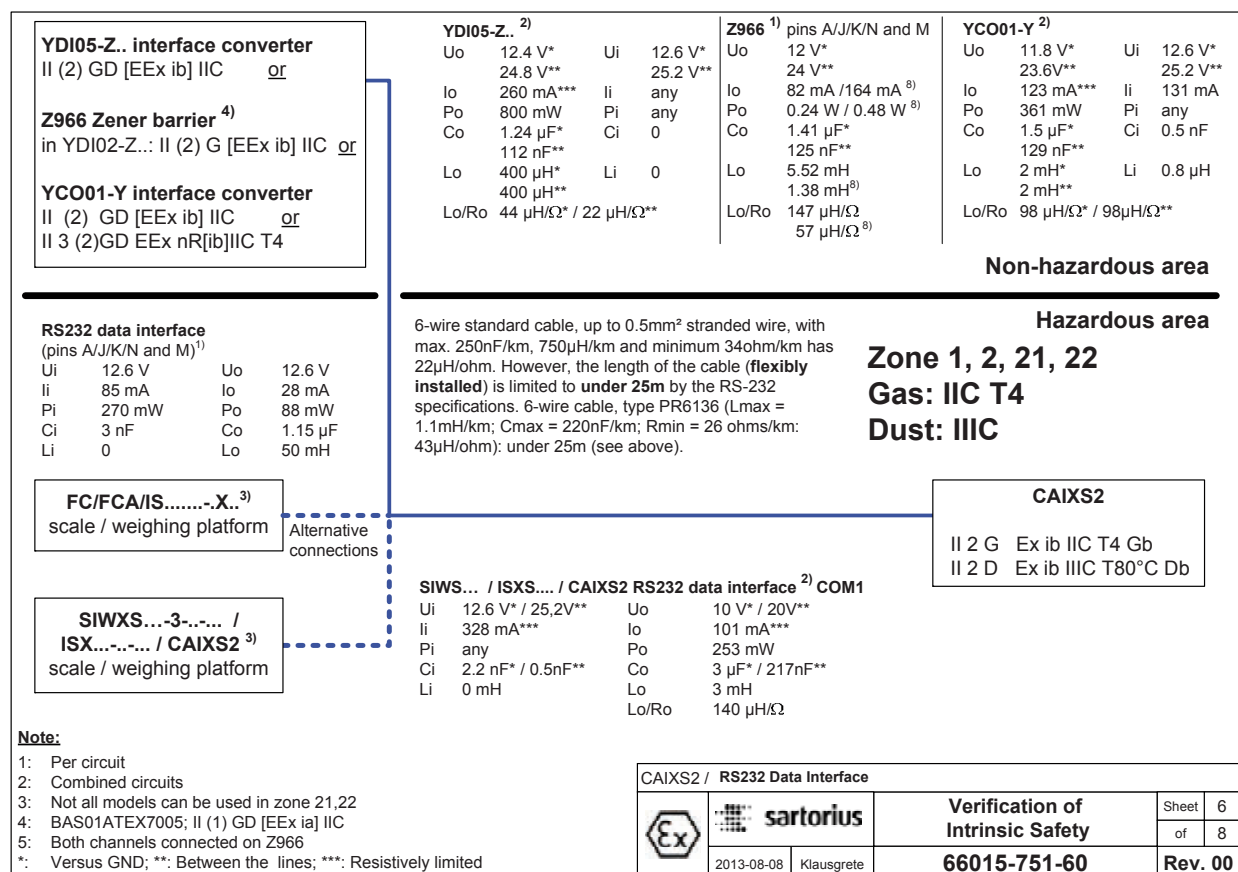 YDI05-Z.. interface converter
II (2) GD [EEx ib] IIC or
Z966 Zener barrier 4)
in YDI02-Z..: II (2) G [EEx ib] IIC or
YCO01-Y interface converter
II (2) GD [EEx ib] IIC or
II 3 (2)GD EEx nR[ib]IIC T4
YDI05-Z.. 2)
Uo 12.4 V* Ui 12.6 V*
24.8 V** 25.2 V**
Io 260 mA*** Ii any
Po 800 mW Pi any
Co 1.24 µF* Ci 0
112 nF**
Lo 400 µH* Li 0
400 µH**
Lo/Ro 44 µH/Ω* / 22 µH/Ω**
Z966 1) pins A/J/K/N and M
Uo 12 V*
24 V**
Io 82 mA /164 mA 8)
Po 0.24 W / 0.48 W 8)
Co 1.41 µF*
125 nF**
Lo 5.52 mH
1.38 mH8)
Lo/Ro 147 µH/Ω
57 µH/Ω 8)
YCO01-Y 2)
Uo 11.8 V* Ui 12.6 V*
23.6V** 25.2 V**
Io 123 mA*** Ii 131 mA
Po 361 mW Pi any
Co 1.5 µF* Ci 0.5 nF
129 nF**
Lo 2 mH* Li 0.8 µH
2 mH**
Lo/Ro 98 µH/Ω* / 98µH/Ω**
Non-hazardous area
Hazardous area
RS232 data interface
(pins A/J/K/N and M)1)
Ui 12.6 V Uo 12.6 V
Ii 85 mA Io 28 mA
Pi 270 mW Po 88 mW
Ci 3 nF Co 1.15 µF
Li 0 Lo 50 mH
6-wire standard cable, up to 0.5mm² stranded wire, with
max. 250nF/km, 750µH/km and minimum 34ohm/km has
22µH/ohm. However, the length of the cable (flexibly
installed) is limited to under 25m by the RS-232
specifications. 6-wire cable, type PR6136 (Lmax =
1.1mH/km; Cmax = 220nF/km; Rmin = 26 ohms/km:
43µH/ohm): under 25m (see above).
Zone 1, 2, 21, 22
Gas: IIC T4
Dust: IIIC
FC/FCA/IS.......-.X..3)
scale / weighing platform
Alternative
connections
CAIXS2
II 2 G Ex ib IIC T4 Gb
II 2 D Ex ib IIIC T80°C Db
SIWXS...-3-..-... /
ISX...-..-... / CAIXS2 3)
scale / weighing platform
SIWS... / ISXS.... / CAIXS2 RS232 data interface 2) COM1
Ui 12.6 V* / 25,2V** Uo 10 V* / 20V**
Ii 328 mA*** Io 101 mA***
Pi any Po 253 mW
Ci 2.2 nF* / 0.5nF** Co 3 µF* / 217nF**
Li 0 mH Lo 3 mH
Lo/Ro 140 µH/Ω
Note:
1: Per circuit
2: Combined circuits
3: Not all models can be used in zone 21,22
4: BAS01ATEX7005; II (1) GD [EEx ia] IIC
5: Both channels connected on Z966
*: Versus GND; **: Between the lines; ***: Resistively limited
CAIXS2 / RS232 Data Interface
Ex
sartorius
Verification of
Intrinsic Safety
Sheet 6
of 8
2013-08-08 Klausgrete
66015-751-60
Rev. 00